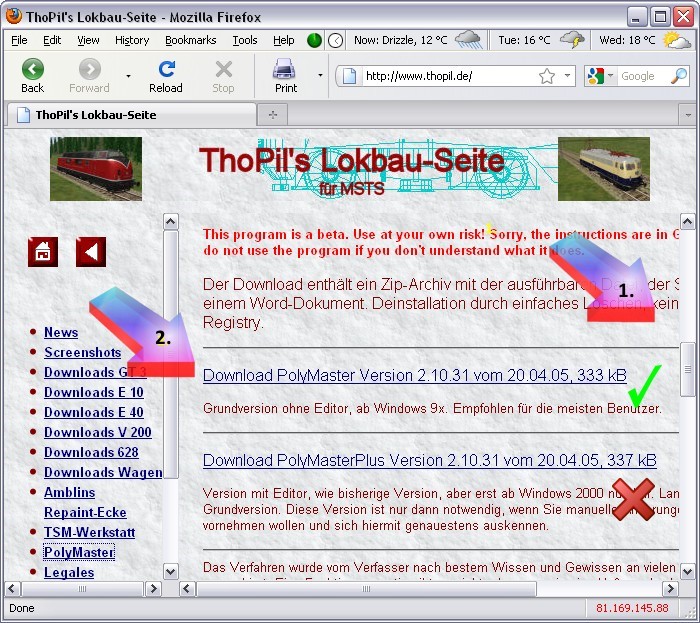 ThoPil's Lokbau-Seite - Mozilla Firefox
File Edit View History Bookmarks Tools Help Now: Drizzle, 12 °C Tue: 16 °C Wed: 18 °C
Back Forward Reload Stop Print http://www.thopil.de/ Google
ThoPil's Lokbau-Seite
ThoPil's Lokbau-Seite
für MSTS
News
Screenshots
Downloads GT 3
Downloads E 10
Downloads E 40
Downloads V 200
Downloads 628
Downloads Wagen
Amblins
Repaint-Ecke
TSM-Werkstatt
PolyMaster
Legales
This program is a beta. Use at your own risk! Sorry, the instructions are in G
do not use the program if you don't understand what it does.
1.
Der Download enthält ein Zip-Archiv mit der ausführbaren der S
einem Word-Dokument. Deinstallation durch einfaches Löschen, kein
Registry.
2.
Download PolyMaster Version 2.10.31 vom 20.04.05, 333 kB
Grundversion ohne Editor, ab Windows 9x. Empfohlen für die meisten Benutzer.
Download PolyMasterPlus Version 2.10.31 vom 20.04.05, 337 kB
Version mit Editor, wie bisherige Version, aber erst ab Windows 2000 Lan
Grundversion. Diese Version ist nur dann notwendig, wenn Sie manuelle
vornehmen wollen und sich hiermit genauestens auskennen.
Das Verfahren wurde vom Verfasser nach bestem Wissen und Gewissen an vielen
Done 81.169.145.88